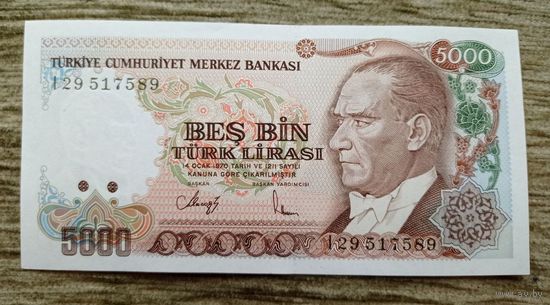 TÜRKİYE CUMHURİYET MERKEZ BANKASI
5000
I29 517589
BEŞ BİN
TÜRK LİRASI
14 OCAK 1970 TARİH VE 1211 SAYILI
KANUNA GÖRE ÇIKARILMIŞTIR
BAŞKAN BAŞKAN YARDIMCISI
5000
I29 517589